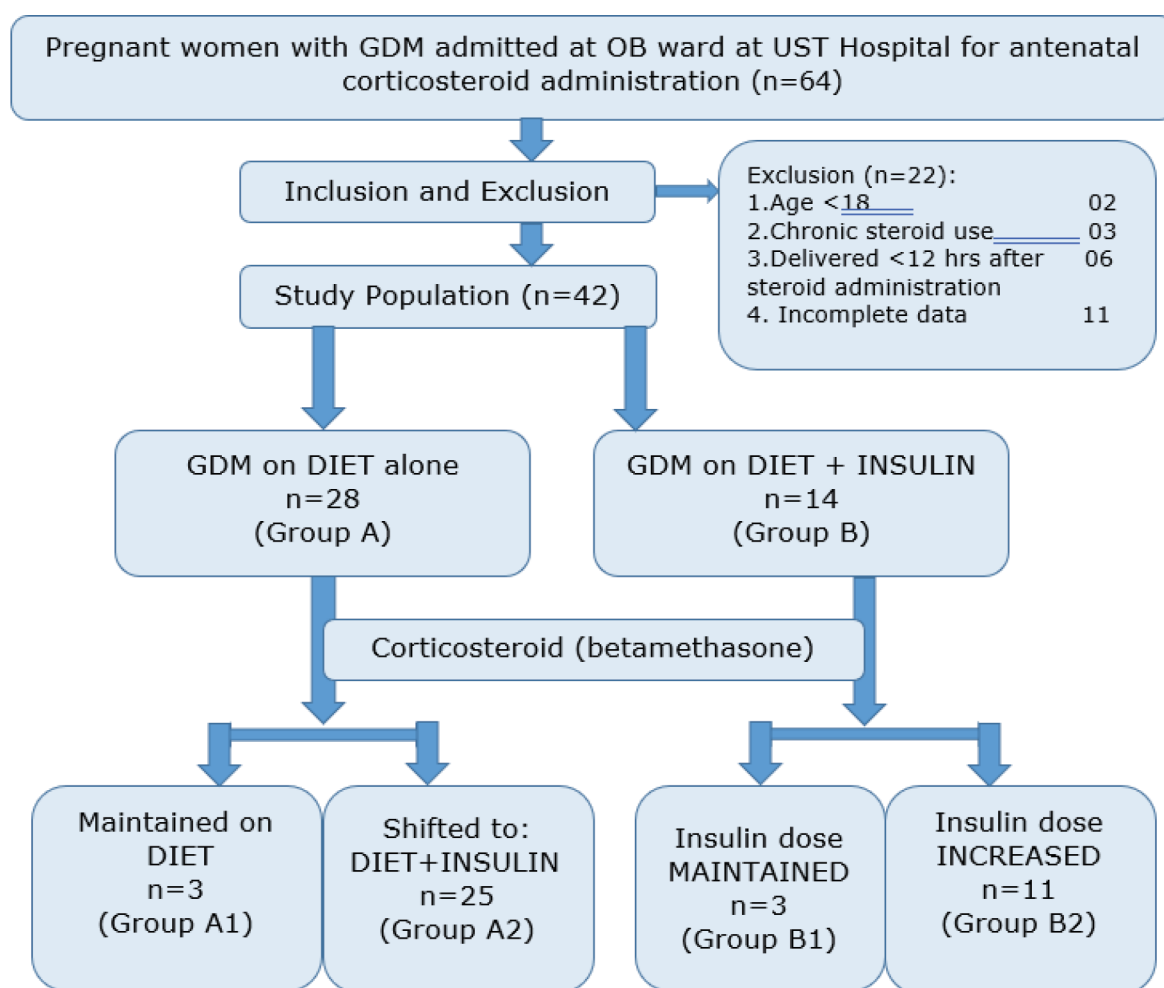 Pregnant women with GDM admitted at OB ward at UST Hospital for antenatal
corticosteroid administration (n=64)
Inclusion and Exclusion
Exclusion (n=22):
1.Age <18 02
2.Chronic steroid use 03
3.Delivered <12 hrs after 06
steroid administration
4. Incomplete data 11
Study Population (n=42)
GDM on DIET alone
n=28
(Group A)
GDM on DIET + INSULIN
n=14
(Group B)
Corticosteroid (betamethasone)
Maintained on
DIET
n=3
(Group A1)
Shifted to:
DIET+INSULIN
n=25
(Group A2)
Insulin dose
MAINTAINED
n=3
(Group B1)
Insulin dose
INCREASED
n=11
(Group B2)